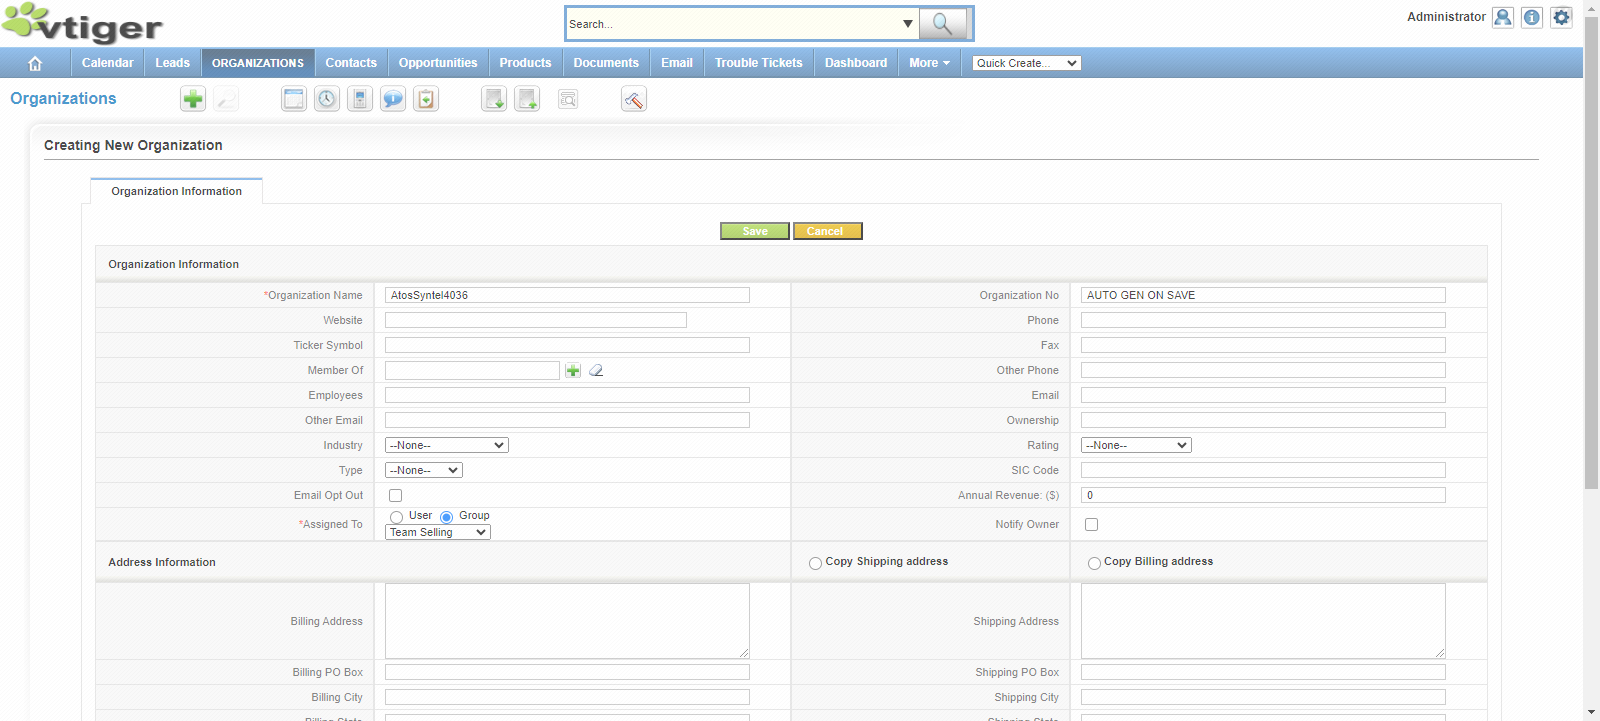 vtiger
Search...
Administrator
Calendar Leads ORGANIZATIONS Contacts Opportunities Products Documents Email Trouble Tickets Dashboard More Quick Create...
Organizations
Creating New Organization
Organization Information
Save Cancel
Organization Information
*Organization Name AtosSyntel4036 Organization No AUTO GEN ON SAVE
Website Phone
Ticker Symbol Fax
Member Of Other Phone
Employees Email
Other Email Ownership
Industry --None-- Rating --None--
Type --None-- SIC Code
Email Opt Out Annual Revenue: ($) 0
*Assigned To User Group Team Selling Notify Owner
Address Information Copy Shipping address Copy Billing address
Billing Address Shipping Address
Billing PO Box Shipping PO Box
Billing City Shipping City
Billing State Shipping State